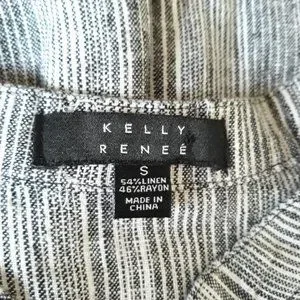 KELLY
RENEÉ
S
54%LINEN
46%RAYON
MADE IN
CHINA